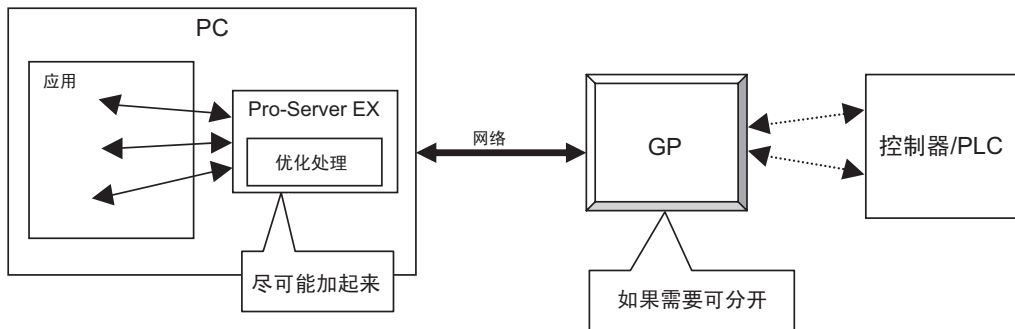 PC
应用
Pro-Server EX
优化处理
尽可能加起来
网络
GP
如果需要可分开
控制器/PLC